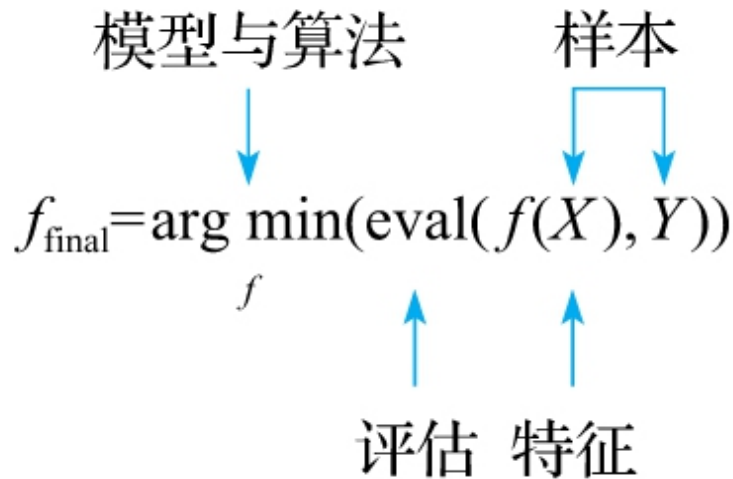 模型与算法 样本
f_final=arg min(eval(f(X),Y))
f
评估 特征